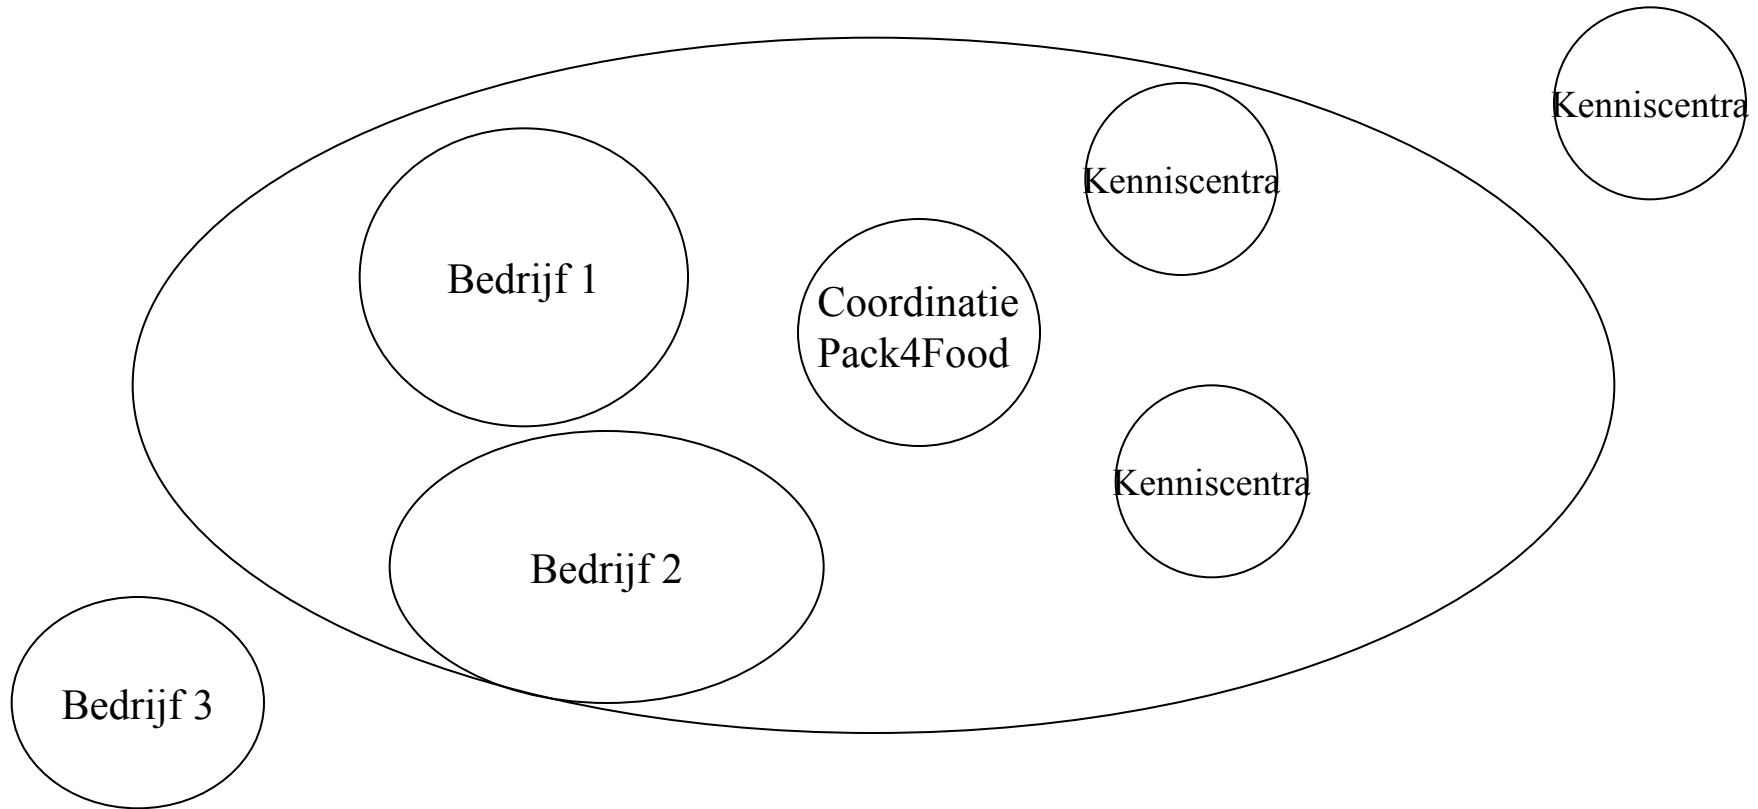 Kenniscentra
Kenniscentra
Bedrijf 1
Coordinatie
Pack4Food
Kenniscentra
Bedrijf 2
Bedrijf 3